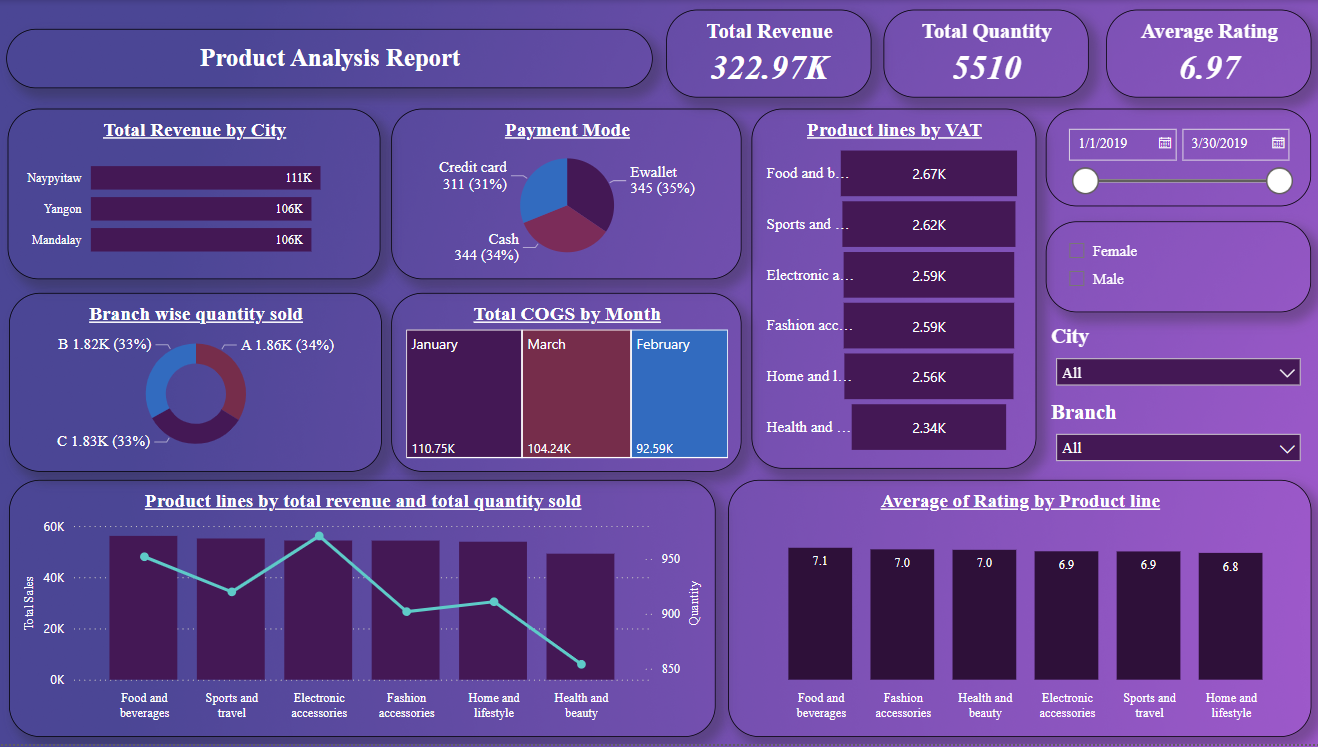 Product Analysis Report
Total Revenue
322.97K
Total Quantity
5510
Average Rating
6.97
Total Revenue by City
Naypyitaw
111K
Yangon
106K
Mandalay
106K
Payment Mode
Credit card
311 (31%)
Ewallet
345 (35%)
Cash
344 (34%)
Product lines by VAT
Food and b...
2.67K
Sports and ...
2.62K
Electronic a...
2.59K
Fashion acc...
2.59K
Home and l...
2.56K
Health and ...
2.34K
1/1/2019
3/30/2019
Female
Male
City
All
Branch
All
Branch wise quantity sold
B 1.82K (33%)
A 1.86K (34%)
C 1.83K (33%)
Total COGS by Month
January
110.75K
March
104.24K
February
92.59K
Product lines by total revenue and total quantity sold
Total Sales
60K
40K
20K
0K
Quantity
950
900
850
Food and
beverages
Sports and
travel
Electronic
accessories
Fashion
accessories
Home and
lifestyle
Health and
beauty
Average of Rating by Product line
7.1
7.0
7.0
6.9
6.9
6.8
Food and
beverages
Fashion
accessories
Health and
beauty
Electronic
accessories
Sports and
travel
Home and
lifestyle